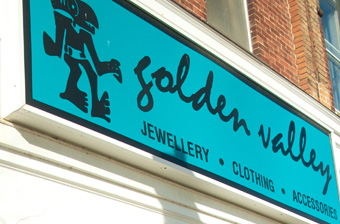 golden valley
JEWELLERY · CLOTHING · ACCESSORIES